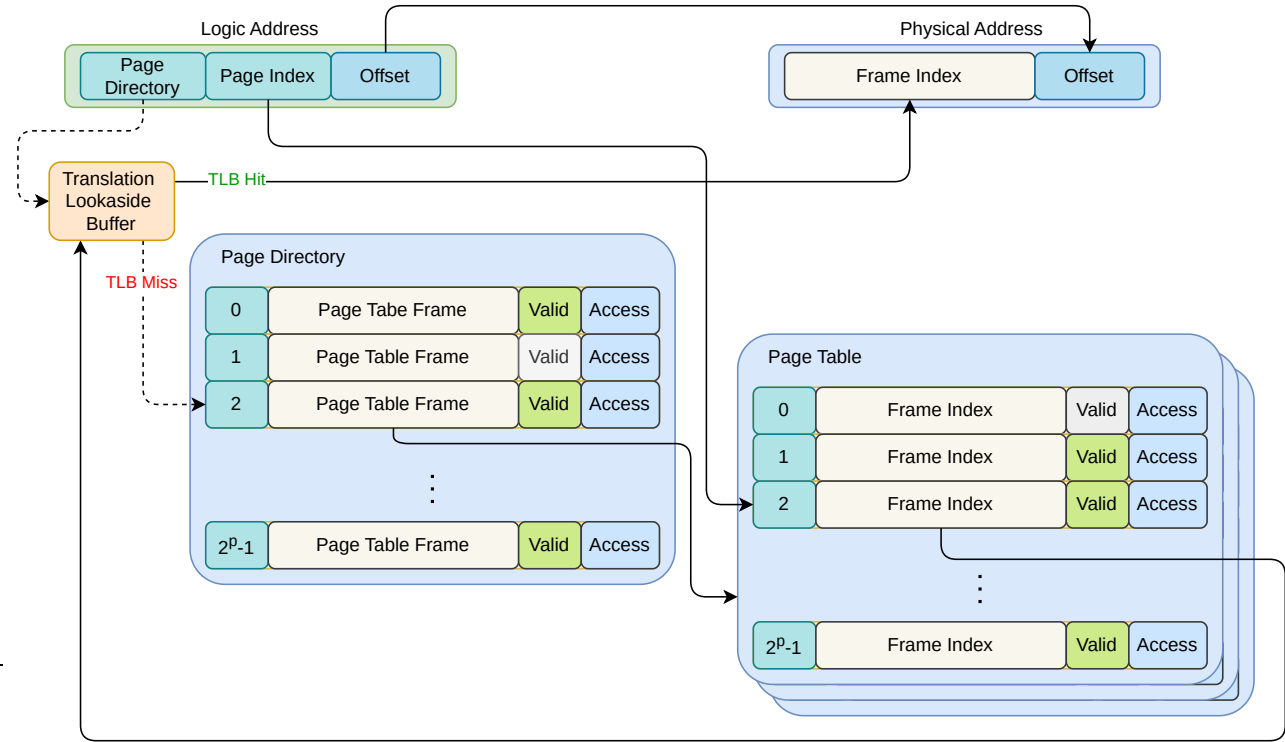 Logic Address
Physical Address
Page
Directory
Page Index
Offset
Frame Index
Offset
Translation
Lookaside
Buffer
TLB Hit
TLB Miss
Page Directory
0 Page Tabe Frame Valid Access
1 Page Table Frame Valid Access
2 Page Table Frame Valid Access
⋮
2ᵖ-1 Page Table Frame Valid Access
Page Table
0 Frame Index Valid Access
1 Frame Index Valid Access
2 Frame Index Valid Access
⋮
2ᵖ-1 Frame Index Valid Access